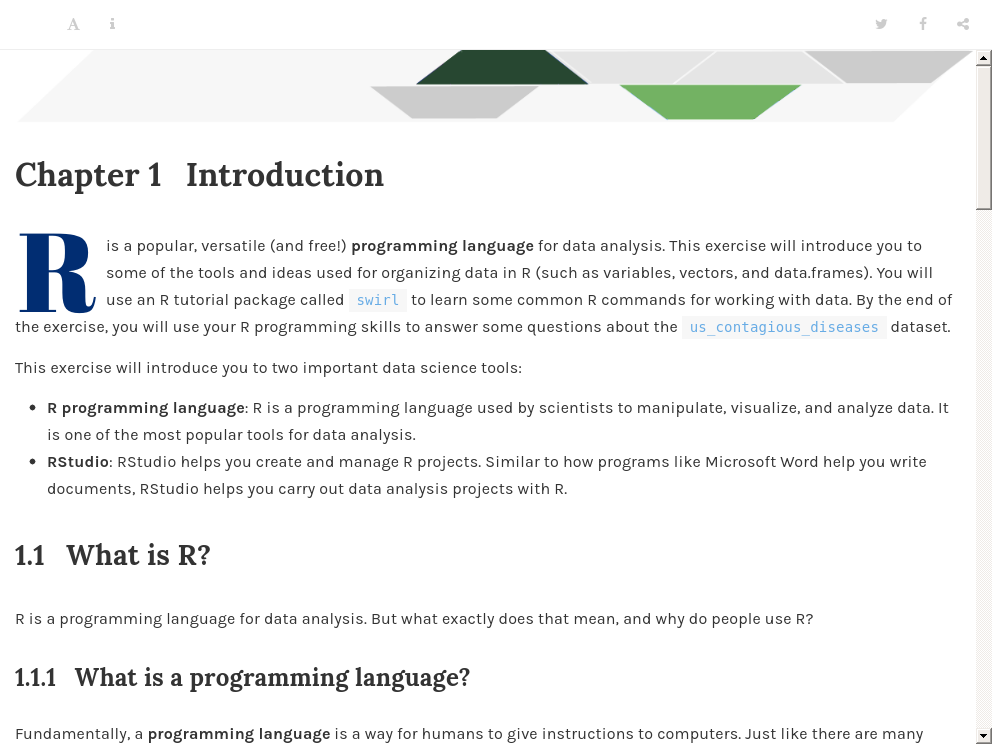 A i
Chapter 1 Introduction
R is a popular, versatile (and free!) programming language for data analysis. This exercise will introduce you to
some of the tools and ideas used for organizing data in R (such as variables, vectors, and data.frames). You will
use an R tutorial package called swirl to learn some common R commands for working with data. By the end of
the exercise, you will use your R programming skills to answer some questions about the us_contagious_diseases dataset.
This exercise will introduce you to two important data science tools:
• R programming language: R is a programming language used by scientists to manipulate, visualize, and analyze data. It
is one of the most popular tools for data analysis.
• RStudio: RStudio helps you create and manage R projects. Similar to how programs like Microsoft Word help you write
documents, RStudio helps you carry out data analysis projects with R.
1.1 What is R?
R is a programming language for data analysis. But what exactly does that mean, and why do people use R?
1.1.1 What is a programming language?
Fundamentally, a programming language is a way for humans to give instructions to computers. Just like there are many